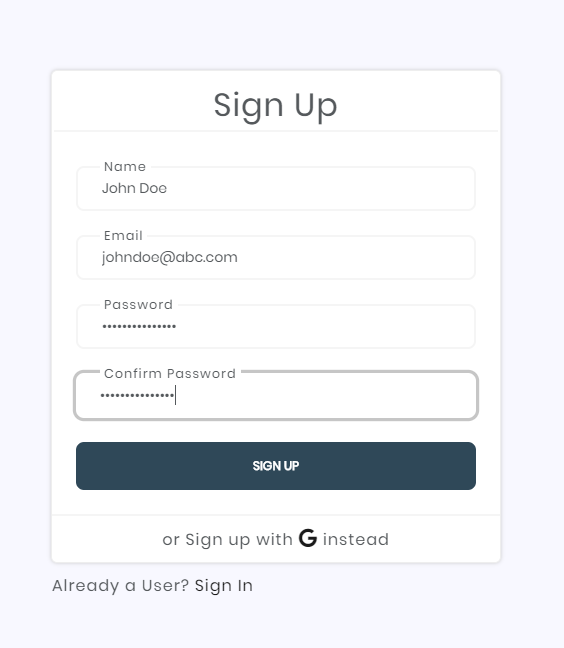 Sign Up
Name
John Doe
Email
johndoe@abc.com
Password
•••••••••••••••
Confirm Password
•••••••••••••••
SIGN UP
or Sign up with G instead
Already a User? Sign In